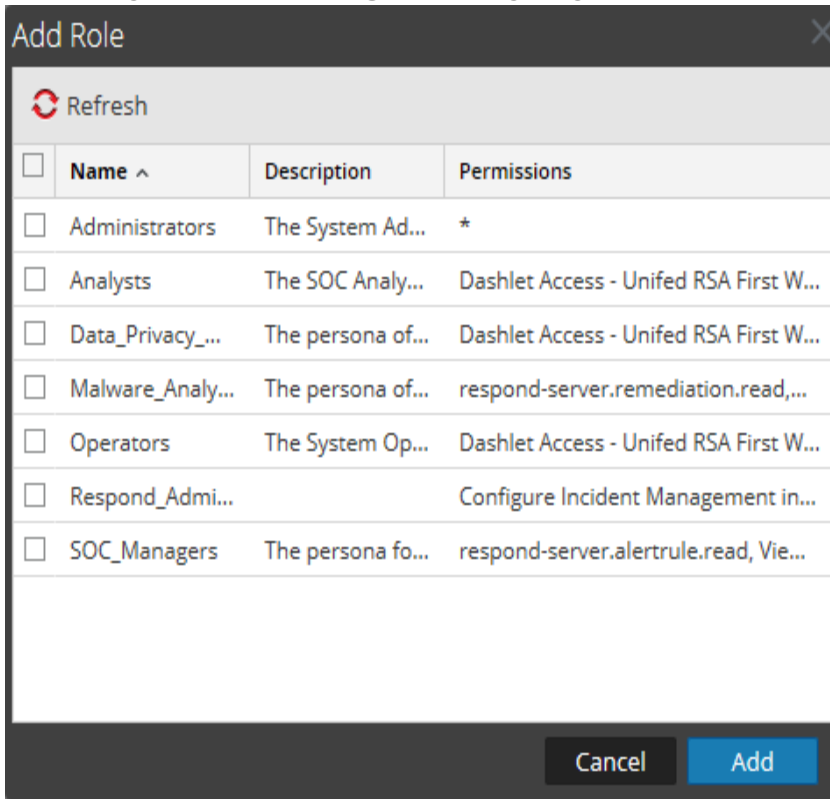 Add Role
Refresh
Name Description Permissions
Administrators The System Ad... *
Analysts The SOC Analy... Dashlet Access - Unifed RSA First W...
Data_Privacy_... The persona of... Dashlet Access - Unifed RSA First W...
Malware_Analy... The persona of... respond-server.remediation.read,...
Operators The System Op... Dashlet Access - Unifed RSA First W...
Respond_Admi... Configure Incident Management in...
SOC_Managers The persona fo... respond-server.alertrule.read, Vie...
Cancel Add